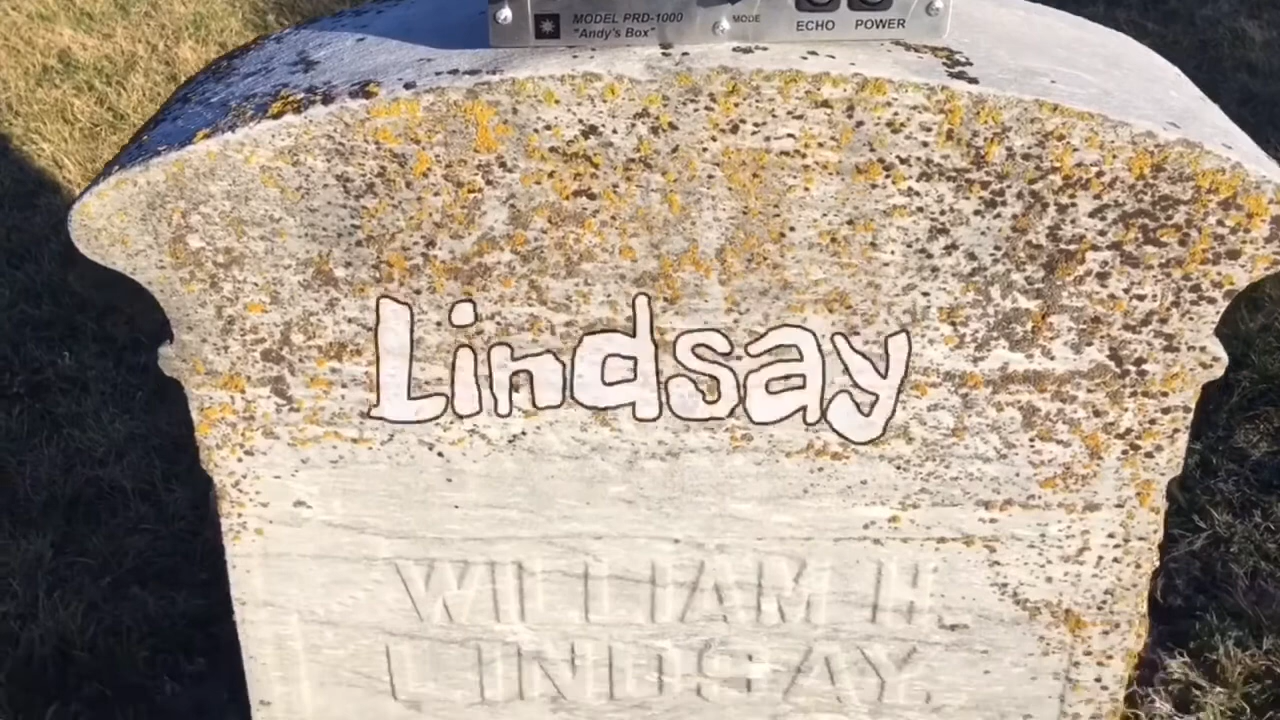 MODEL PRD-1000 MODE
"Andy's Box" ECHO POWER
Lindsay
WILLIAM H
LINDSAY.